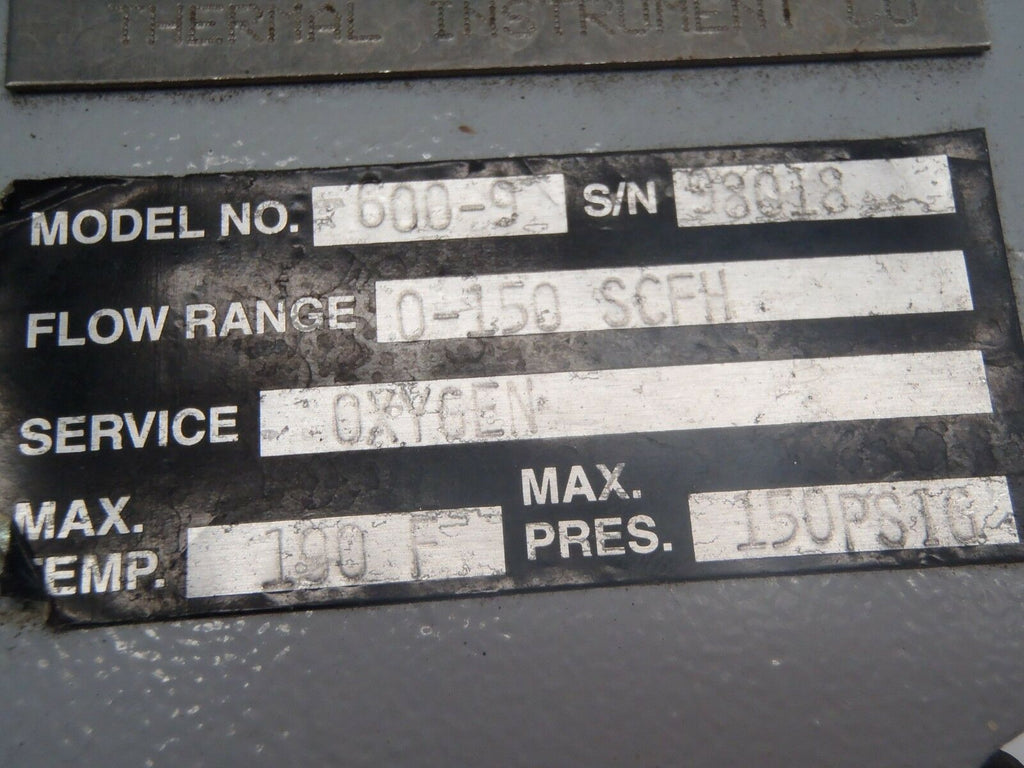 THERMAL INSTRUMENT CO
MODEL NO. 600-9 S/N 98018
FLOW RANGE 0-150 SCFH
SERVICE OXYGEN
MAX. TEMP. 190 F MAX. PRES. 150PSIG